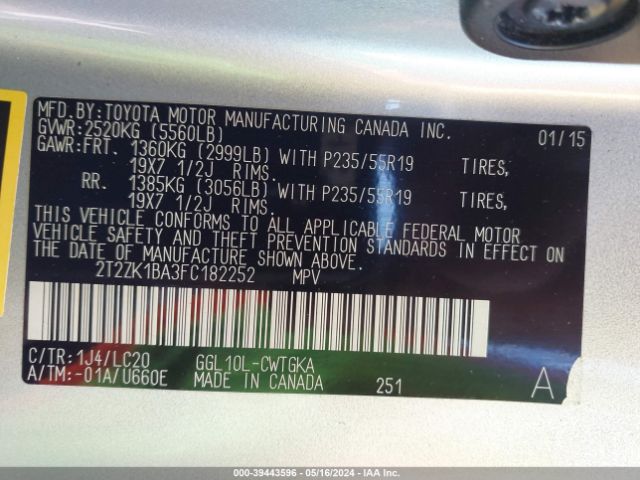 MFD.BY:TOYOTA MOTOR MANUFACTURING CANADA INC. 01/15
GVWR:2520KG (5560LB)
GAWR:FRT. 1360KG (2999LB) WITH P235/55R19 TIRES,
19X7 1/2J RIMS.
RR. 1385KG (3056LB) WITH P235/55R19 TIRES,
19X7 1/2J RIMS.
THIS VEHICLE CONFORMS TO ALL APPLICABLE FEDERAL MOTOR
VEHICLE SAFETY AND THEFT PREVENTION STANDARDS IN EFFECT ON
THE DATE OF MANUFACTURE SHOWN ABOVE.
2T2ZK1BA3FC182252 MPV
C/TR:1J4/LC20 GGL10L-CWTGKA
A/TM:-01A/U660E MADE IN CANADA 251 A
000-39443596 - 05/16/2024 - IAA Inc.